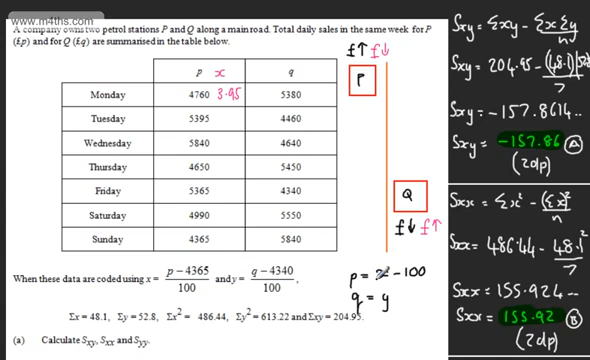 www.m4ths.com
A company owns two petrol stations P and Q along a main road. Total daily sales in the same week for P
(£p) and for Q (£q) are summarised in the table below.
£↑ £↓
P
p x q
Monday 4760 3.95 5380
Tuesday 5395 4460
Wednesday 5840 4640
Thursday 4650 5450
Friday 5365 4340
Saturday 4990 5550
Sunday 4365 5840
Q
£↓ £↑
When these data are coded using x = (p − 4365)/100 and y = (q − 4340)/100,
Σx = 48.1, Σy = 52.8, Σx² = 486.44, Σy² = 613.22 and Σxy = 204.95.
(a) Calculate Sxy, Sxx and Syy.
p = x − 100
q = y
Sxy = Σxy − ΣxΣy/n
Sxy = 204.95 − (48.1)(52.8)/7
Sxy = −157.8614..
Sxy = −157.86 A
(2dp)
Sxx = Σx² − (Σx)²/n
Sxx = 486.44 − 48.1²/7
Sxx = 155.924..
Sxx = 155.92 B
(2dp)